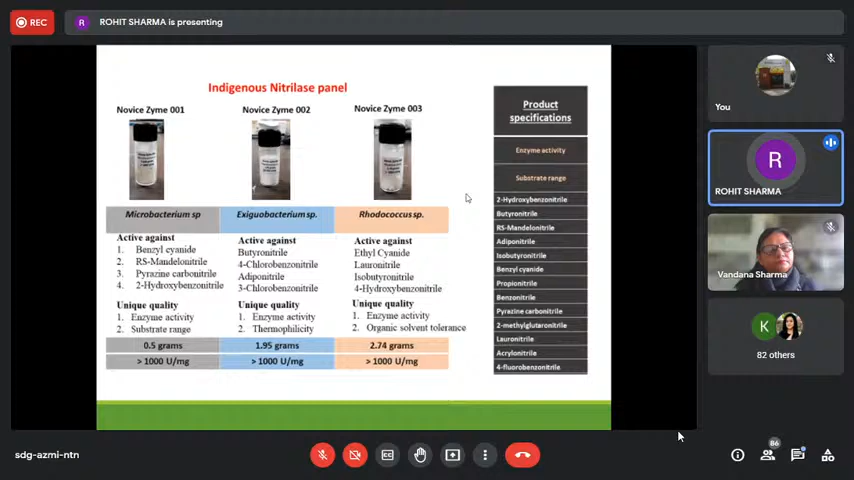 REC
R
ROHIT SHARMA is presenting
Indigenous Nitrilase panel
Novice Zyme 001
Novice Zyme 002
Novice Zyme 003
Microbacterium sp
Exiguobacterium sp.
Rhodococcus sp.
Active against
1. Benzyl cyanide
2. RS-Mandelonitrile
3. Pyrazine carbonitrile
4. 2-Hydroxybenzonitrile
Unique quality
1. Enzyme activity
2. Substrate range
Active against
Butyronitrile
4-Chlorobenzonitrile
Adiponitrile
3-Chlorobenzonitrile
Unique quality
1. Enzyme activity
2. Thermophilicity
Active against
Ethyl Cyanide
Lauronitrile
Isobutyronitrile
4-Hydroxybenzonitrile
Unique quality
1. Enzyme activity
2. Organic solvent tolerance
0.5 grams
1.95 grams
2.74 grams
> 1000 U/mg
> 1000 U/mg
> 1000 U/mg
Product
specifications
Enzyme activity
Substrate range
2-Hydroxybenzonitrile
Butyronitrile
RS-Mandelonitrile
Adiponitrile
Isobutyronitrile
Benzyl cyanide
Propionitrile
Benzonitrile
Pyrazine carbonitrile
2-methylglutaronitrile
Lauronitrile
Acrylonitrile
4-fluorobenzonitrile
You
R
ROHIT SHARMA
Vandana Sharma
K
82 others
sdg-azmi-ntn
CC
86